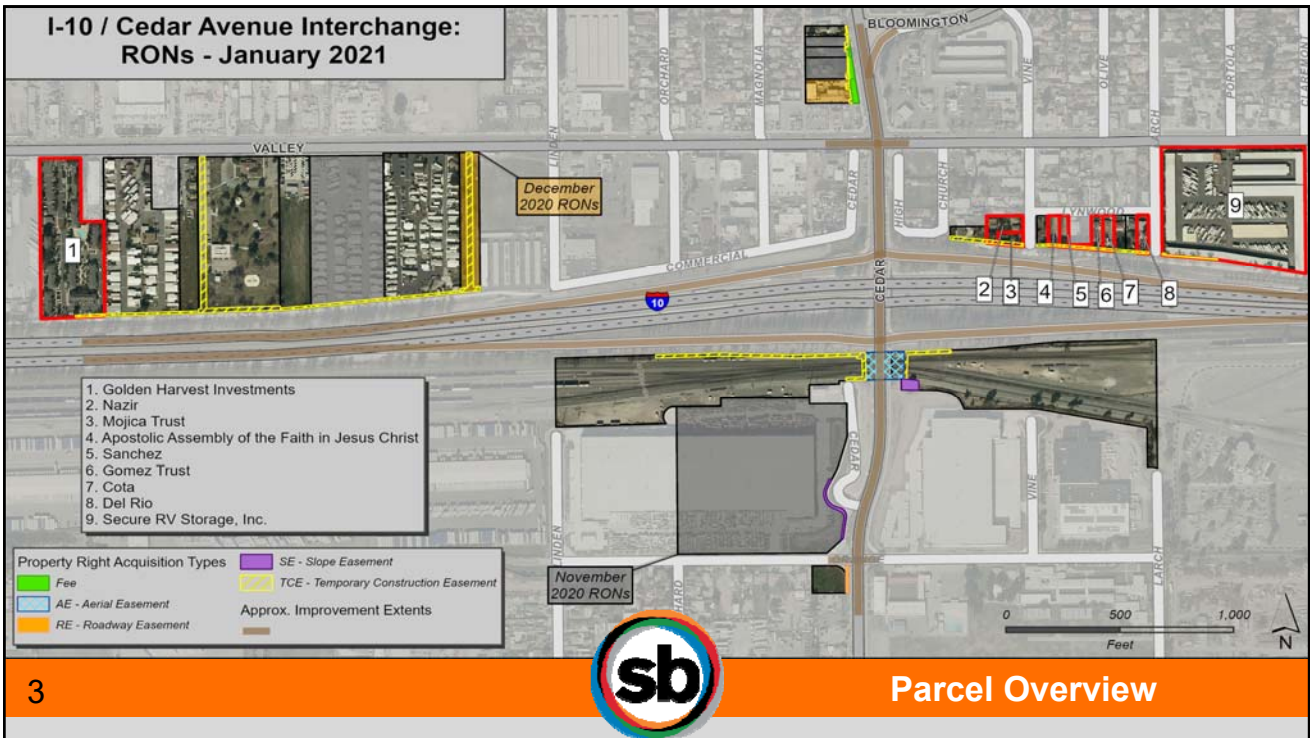 I-10 / Cedar Avenue Interchange:
RONs - January 2021
BLOOMINGTON
ORCHARD
MAGNOLIA
VINE
OLIVE
PORTOLA
CLAREMONT
VALLEY
LINDEN
December
2020 RONs
CEDAR
HIGH
CHURCH
LYNWOOD
1
9
COMMERCIAL
CEDAR
10
2
3
4
5
6
7
8
1. Golden Harvest Investments
2. Nazir
3. Mojica Trust
4. Apostolic Assembly of the Faith in Jesus Christ
5. Sanchez
6. Gomez Trust
7. Cota
8. Del Rio
9. Secure RV Storage, Inc.
CEDAR
VINE
LINDEN
LARCH
Property Right Acquisition Types
Fee
AE - Aerial Easement
RE - Roadway Easement
SE - Slope Easement
TCE - Temporary Construction Easement
Approx. Improvement Extents
November
2020 RONs
0 500 1,000
Feet
N
3
sb
Parcel Overview